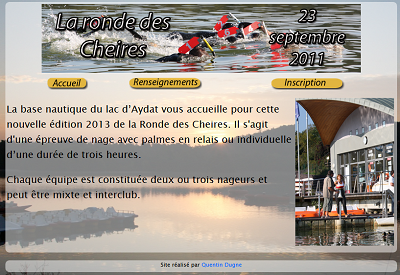 La ronde des
Cheires
23
septembre
2011
Accueil
Renseignements
Inscription
La base nautique du lac d'Aydat vous accueille pour cette
nouvelle édition 2013 de la Ronde des Cheires. Il s'agit
d'une épreuve de nage avec palmes en relais ou individuelle
d'une durée de trois heures.
Chaque équipe est constituée deux ou trois nageurs et
peut être mixte et interclub.
Site réalisé par Quentin Dugne